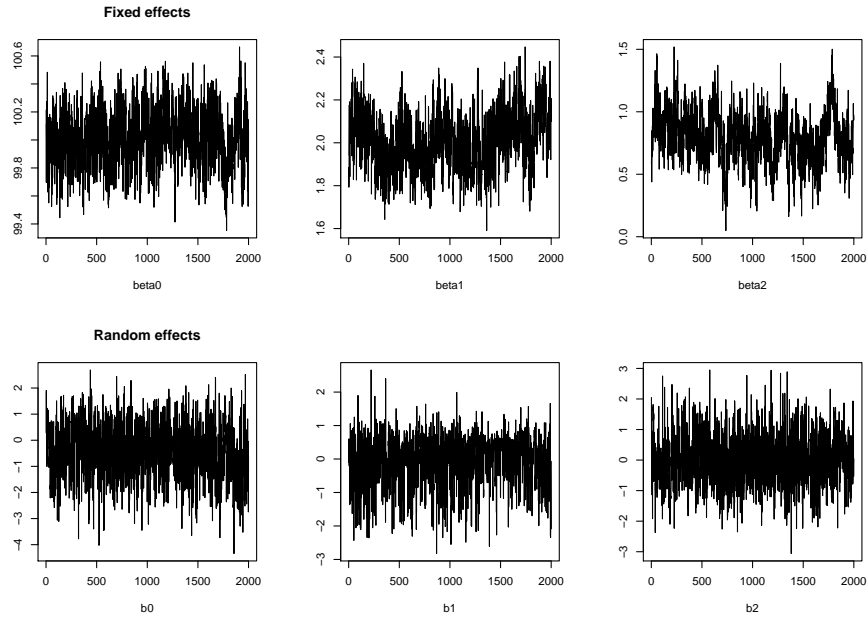 Fixed effects
99.4 99.8 100.2 100.6
0 500 1000 1500 2000
beta0
1.6 1.8 2.0 2.2 2.4
0 500 1000 1500 2000
beta1
0.0 0.5 1.0 1.5
0 500 1000 1500 2000
beta2
Random effects
-4 -3 -2 -1 0 1 2
0 500 1000 1500 2000
b0
-3 -2 -1 0 1 2
0 500 1000 1500 2000
b1
-3 -2 -1 0 1 2 3
0 500 1000 1500 2000
b2